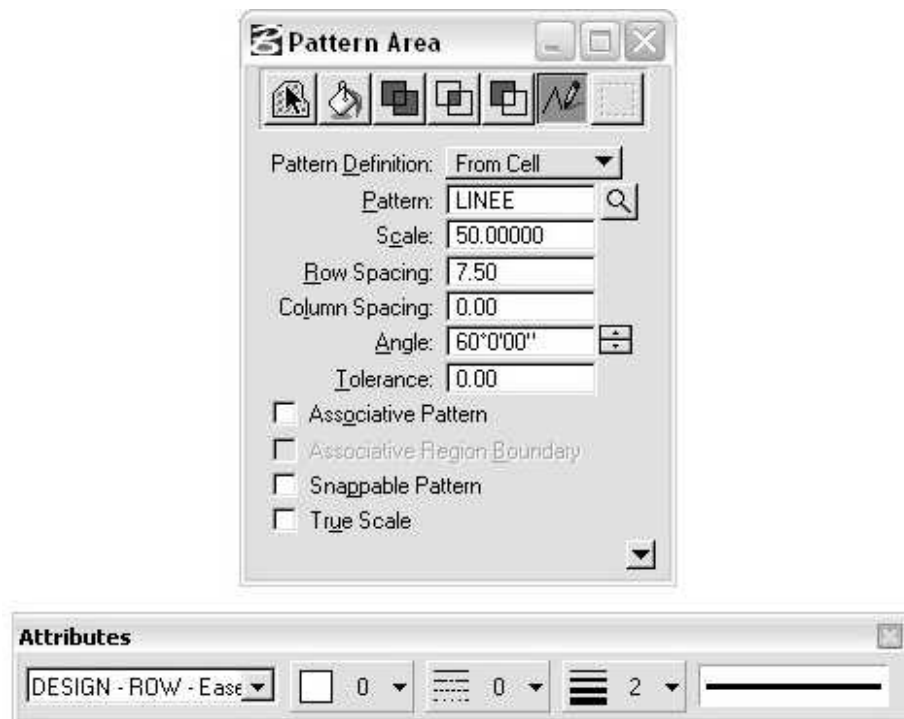 Pattern Area
Pattern Definition: From Cell
Pattern: LINEE
Scale: 50.00000
Row Spacing: 7.50
Column Spacing: 0.00
Angle: 60°0'00"
Tolerance: 0.00
Associative Pattern
Associative Region Boundary
Snappable Pattern
True Scale
Attributes
DESIGN - ROW - Ease 0 0 2